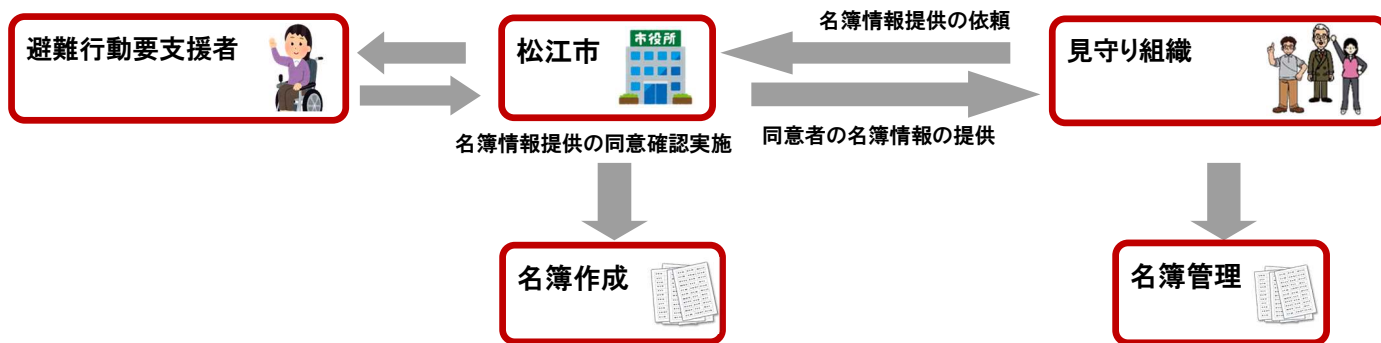 避難行動要支援者
松江市
市役所
名簿情報提供の依頼
見守り組織
名簿情報提供の同意確認実施
同意者の名簿情報の提供
名簿作成
名簿管理